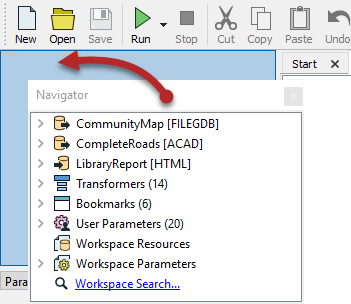 New Open Save Run Stop Cut Copy Paste Undo
Start
Navigator
CommunityMap [FILEGDB]
CompleteRoads [ACAD]
LibraryReport [HTML]
Transformers (14)
Bookmarks (6)
User Parameters (20)
Workspace Resources
Workspace Parameters
Workspace Search...
Para